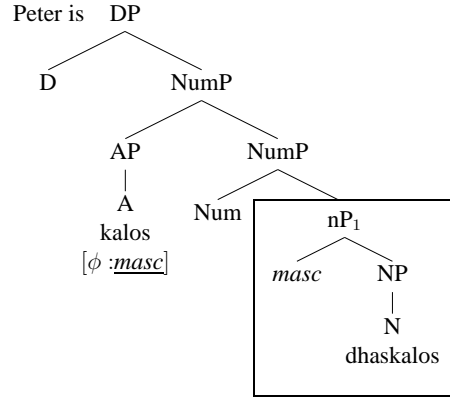 Peter is DP
D NumP
AP NumP
A Num nP₁
kalos
[ϕ :masc] masc NP
N
dhaskalos